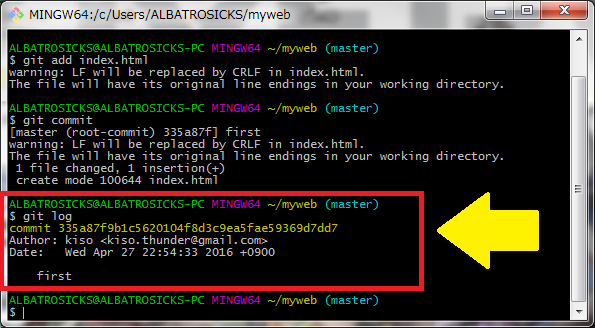 MINGW64:/c/Users/ALBATROSICKS/myweb
ALBATROSICKS@ALBATROSICKS-PC MINGW64 ~/myweb (master)
$ git add index.html
warning: LF will be replaced by CRLF in index.html.
The file will have its original line endings in your working directory.
ALBATROSICKS@ALBATROSICKS-PC MINGW64 ~/myweb (master)
$ git commit
[master (root-commit) 335a87f] first
warning: LF will be replaced by CRLF in index.html.
The file will have its original line endings in your working directory.
 1 file changed, 1 insertion(+)
 create mode 100644 index.html
ALBATROSICKS@ALBATROSICKS-PC MINGW64 ~/myweb (master)
$ git log
commit 335a87f9b1c5620104f8d3c9ea5fae59369d7dd7
Author: kiso <kiso.thunder@gmail.com>
Date:   Wed Apr 27 22:54:33 2016 +0900
    first
ALBATROSICKS@ALBATROSICKS-PC MINGW64 ~/myweb (master)
$